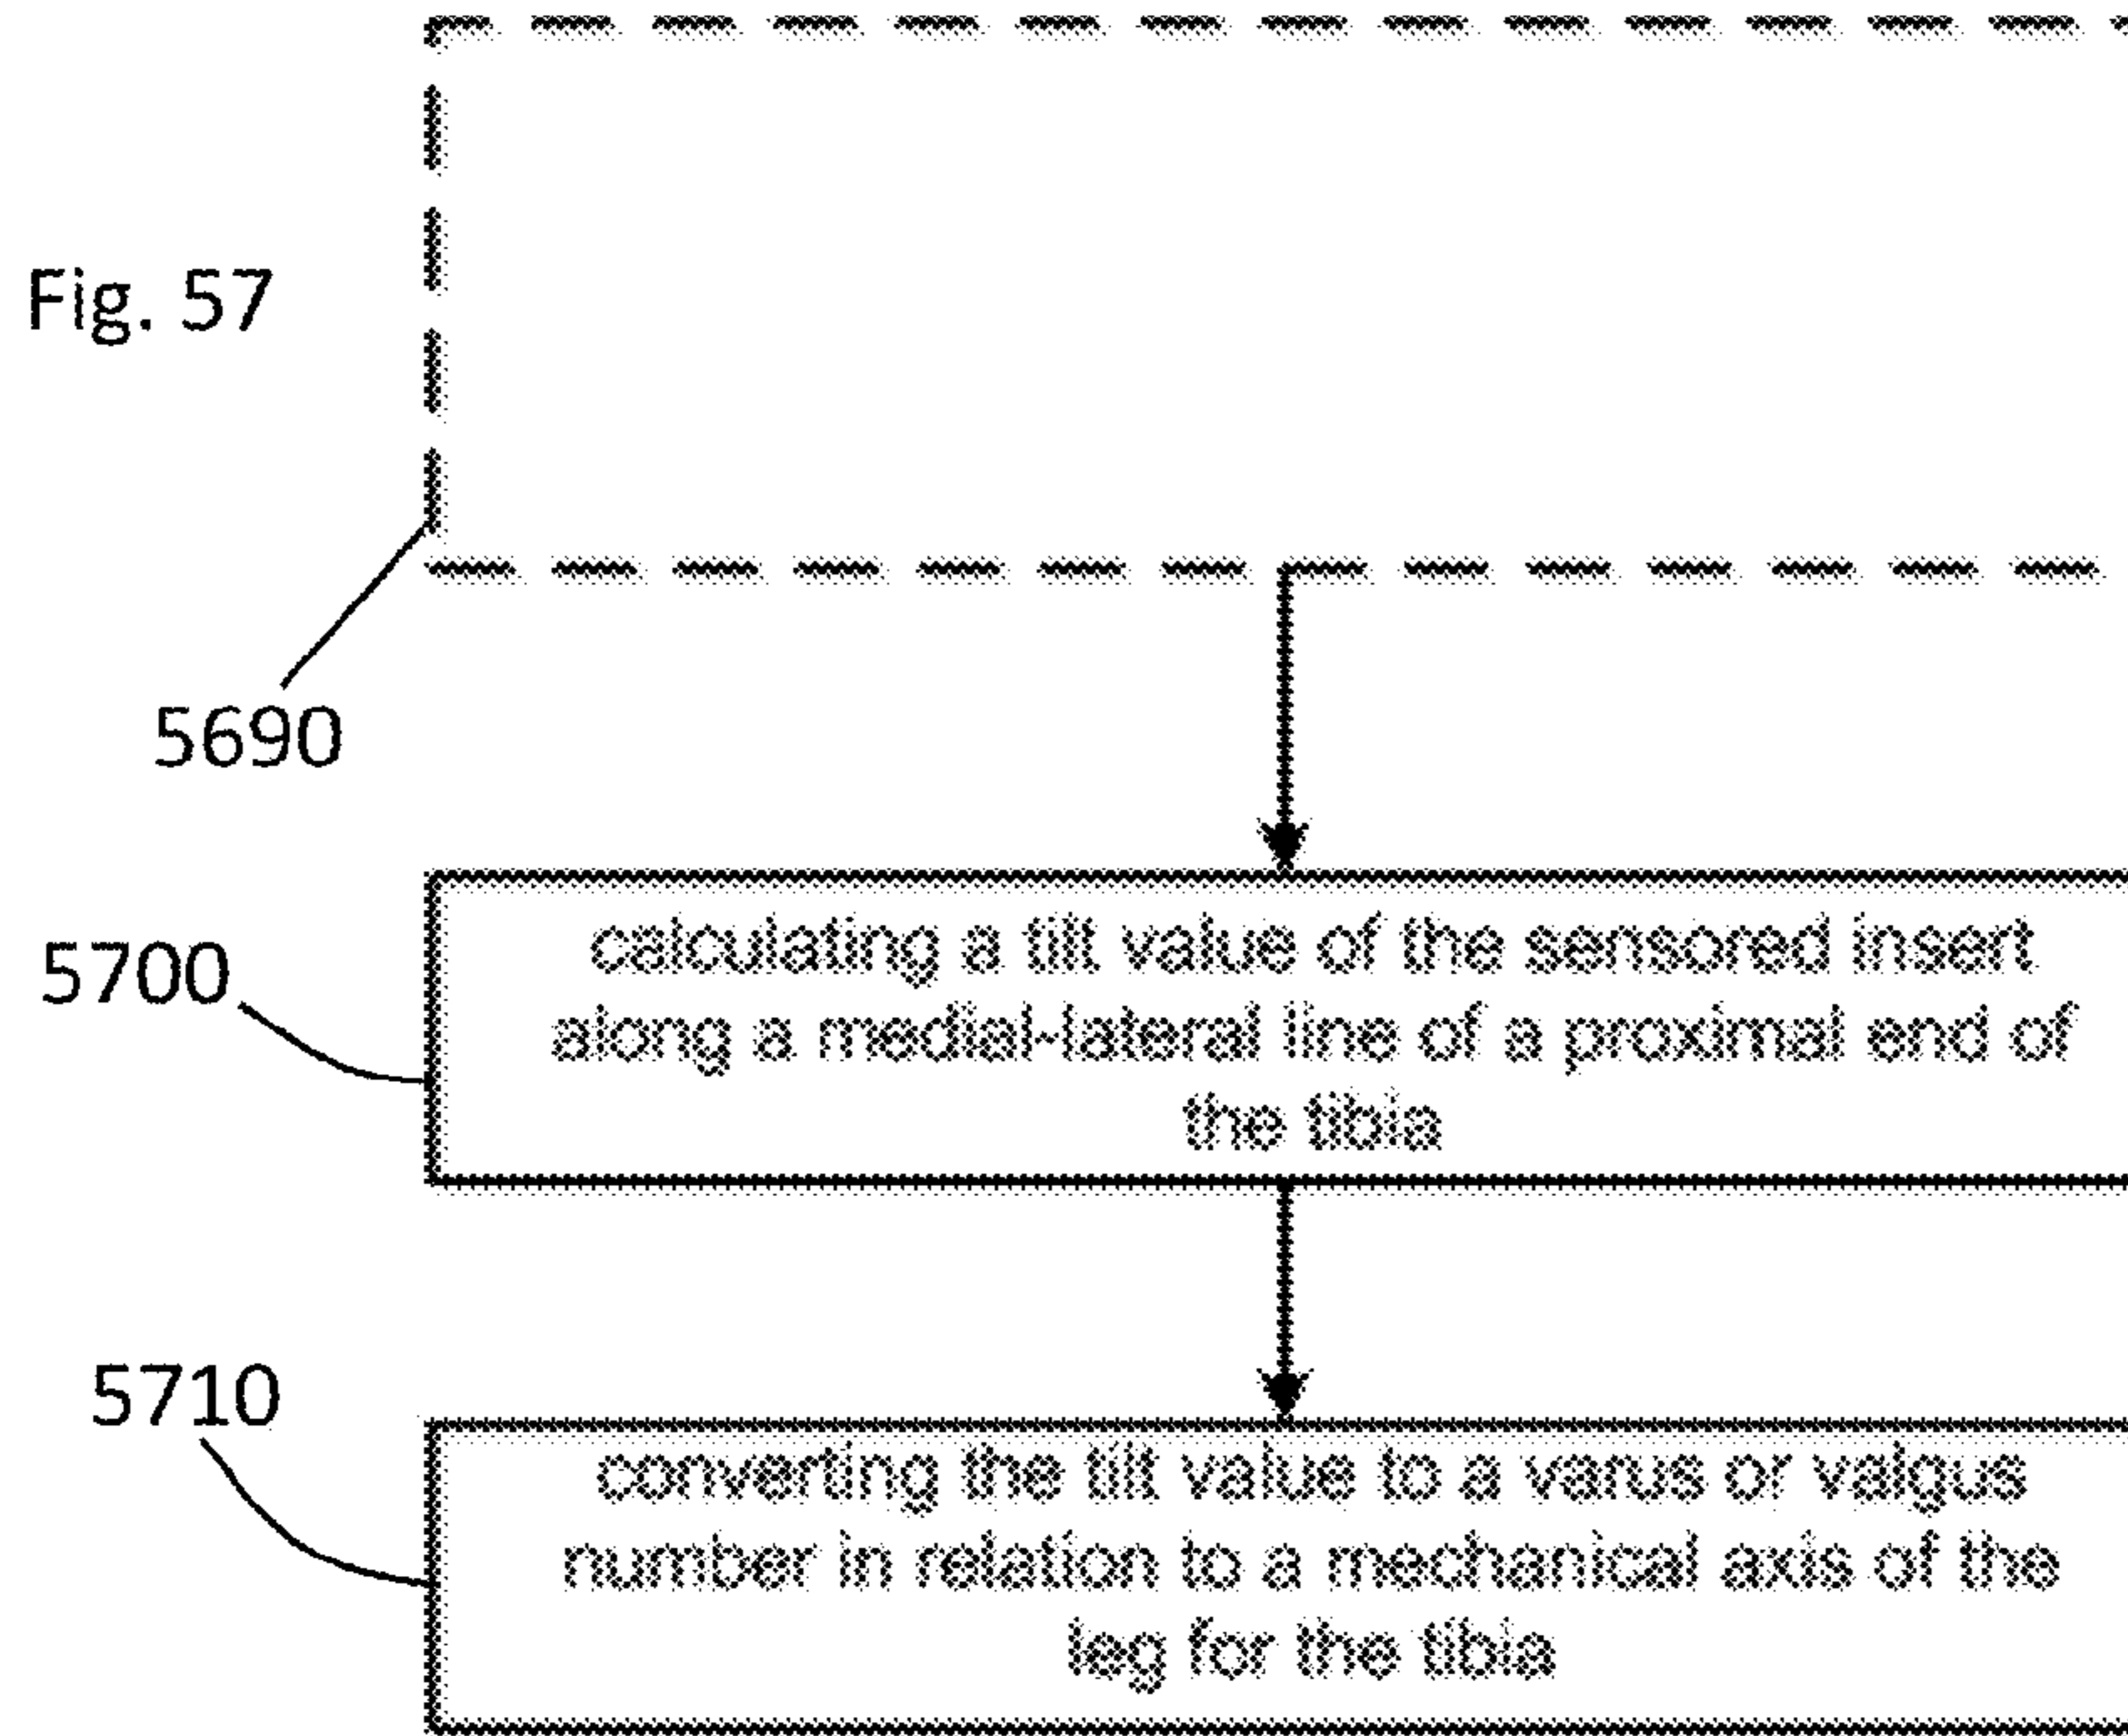 Fig. 57
5690
5700
calculating a tilt value of the sensored insert
along a medial-lateral line of a proximal end of
the tibia
5710
converting the tilt value to a varus or valgus
number in relation to a mechanical axis of the
leg for the tibia